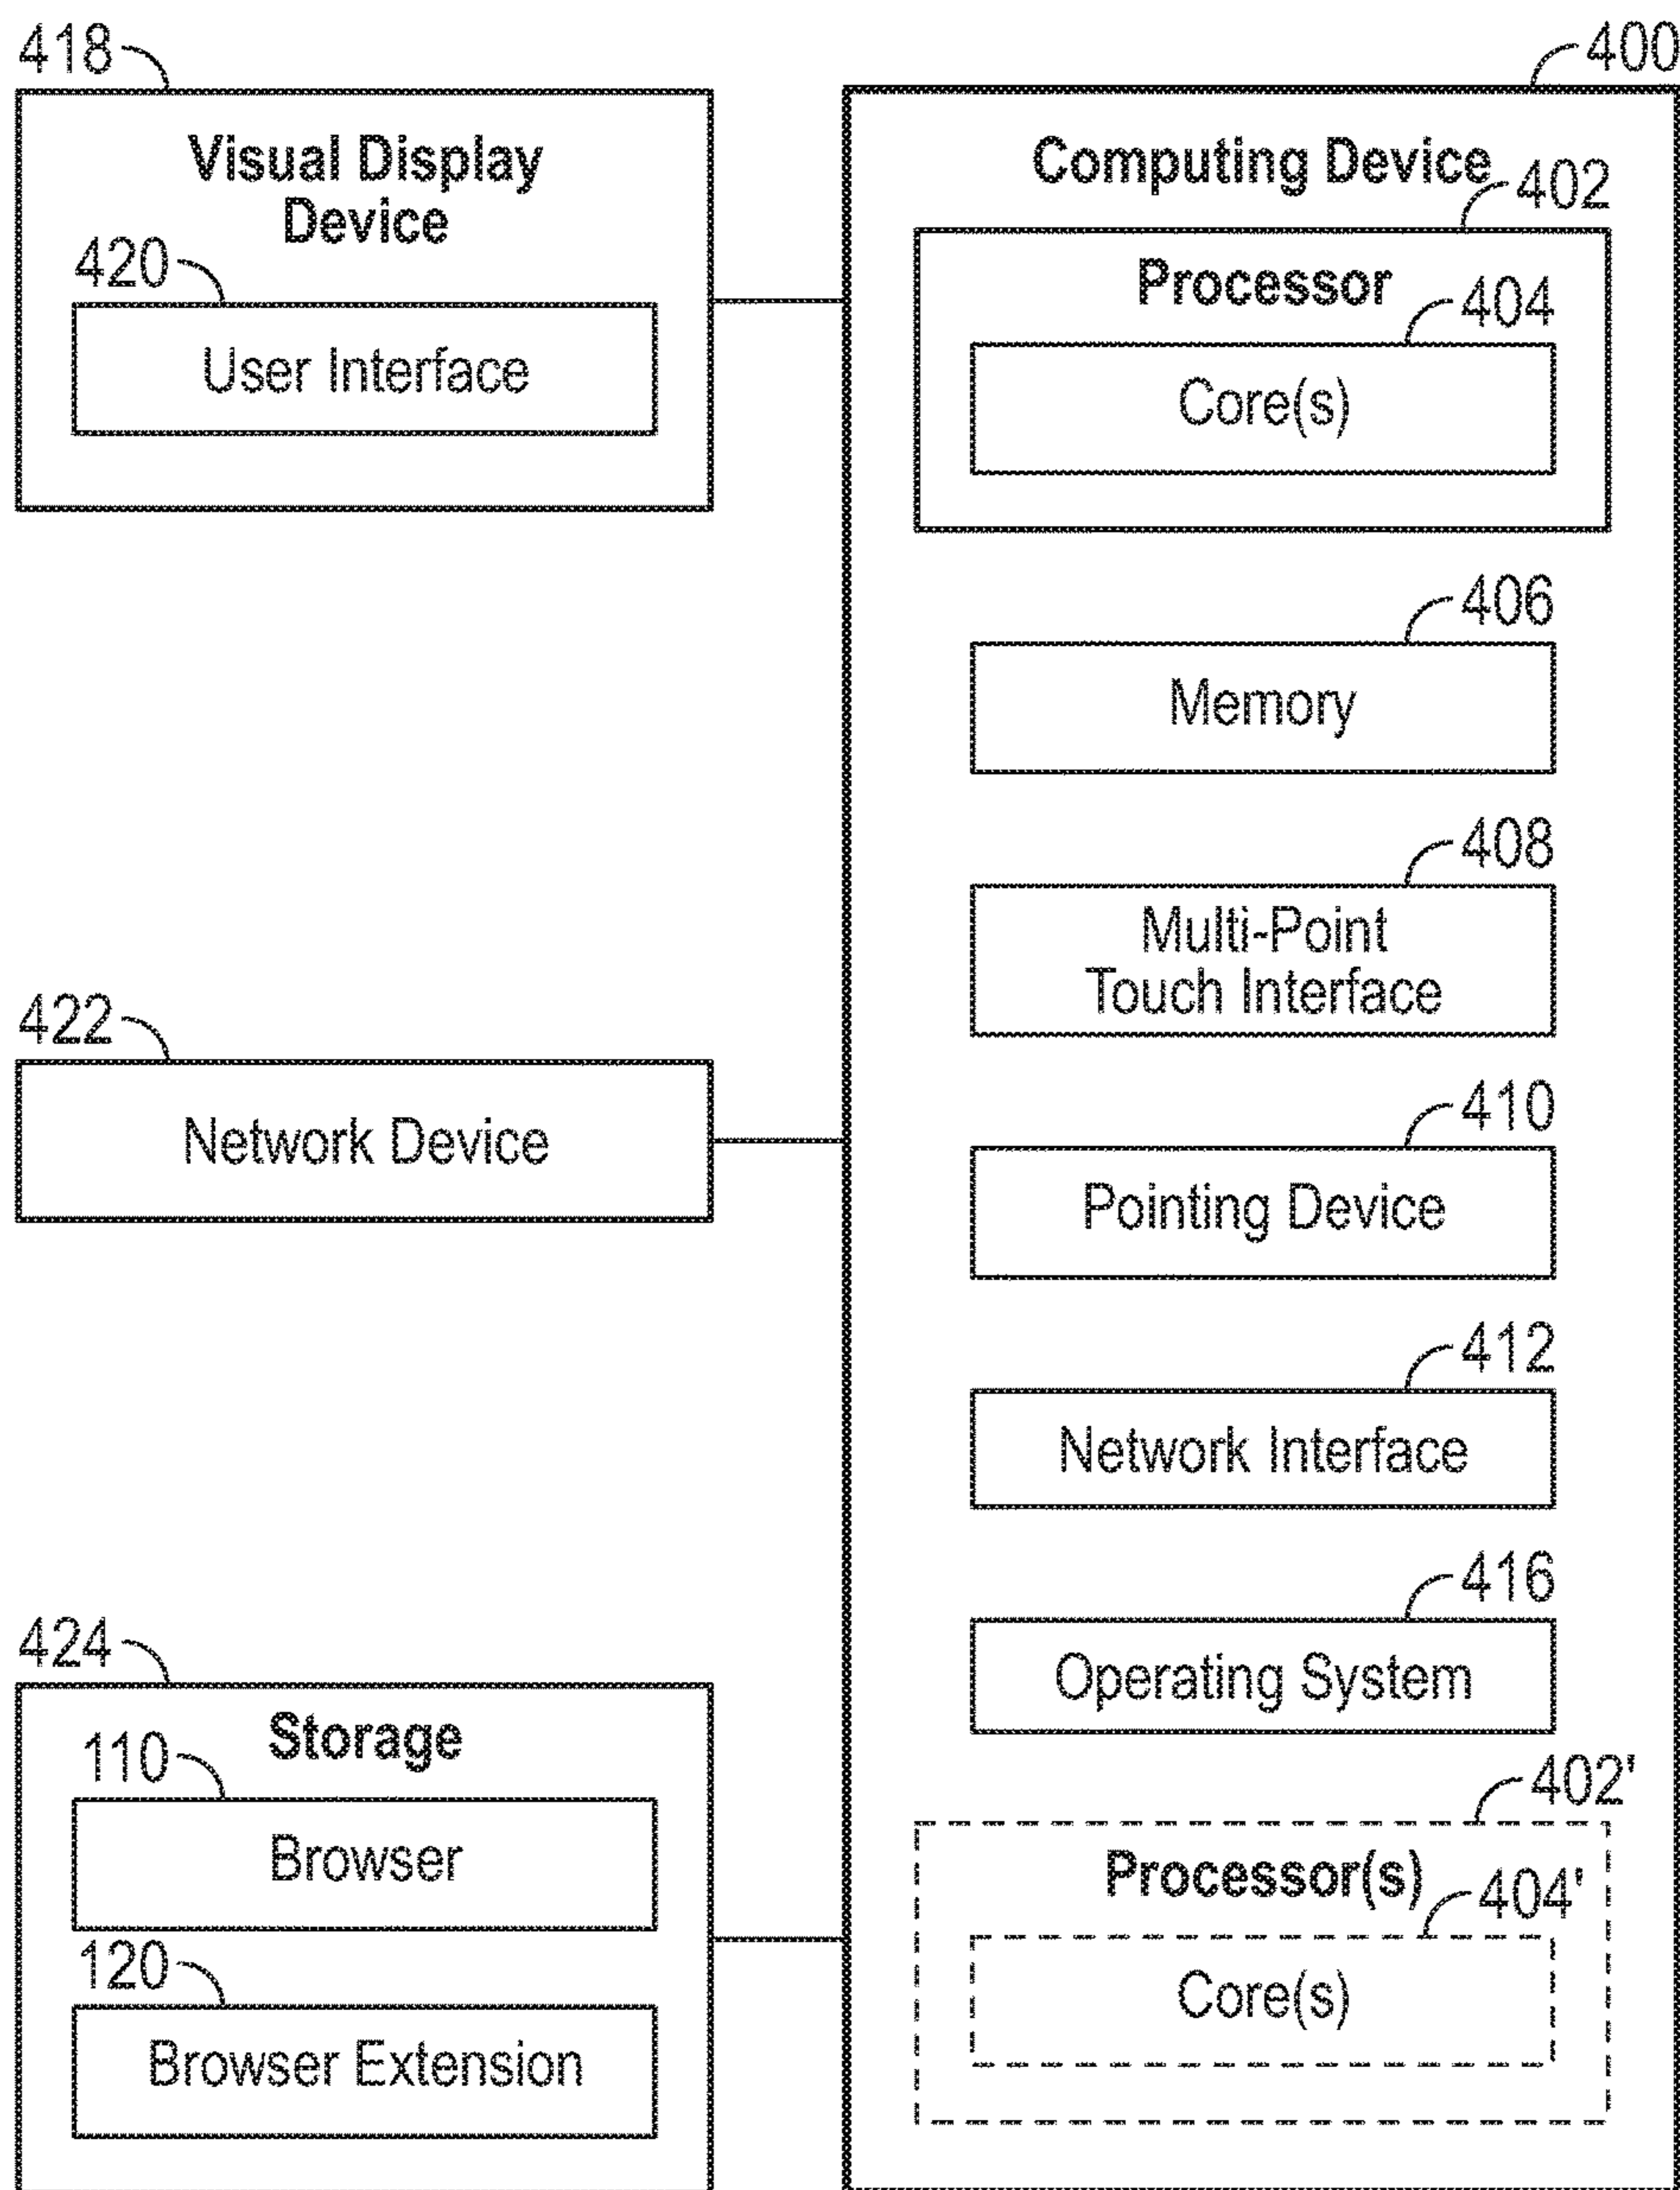 418
Visual Display
Device
420
User Interface
422
Network Device
424
Storage
110
Browser
120
Browser Extension
400
Computing Device
402
Processor
404
Core(s)
406
Memory
408
Multi-Point
Touch Interface
410
Pointing Device
412
Network Interface
416
Operating System
402'
Processor(s)
404'
Core(s)